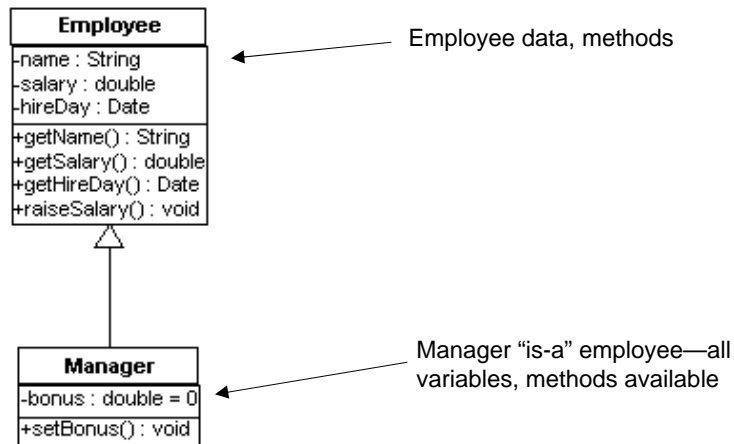 Employee
-name : String
-salary : double
-hireDay : Date
+getName() : String
+getSalary() : double
+getHireDay() : Date
+raiseSalary() : void
Employee data, methods
Manager
-bonus : double = 0
+setBonus() : void
Manager “is-a” employee—all
variables, methods available